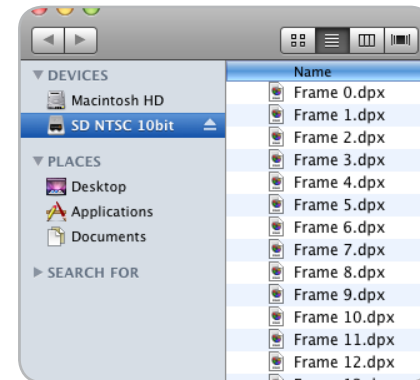 DEVICES
Macintosh HD
SD NTSC 10bit
PLACES
Desktop
Applications
Documents
SEARCH FOR
Name
Frame 0.dpx
Frame 1.dpx
Frame 2.dpx
Frame 3.dpx
Frame 4.dpx
Frame 5.dpx
Frame 6.dpx
Frame 7.dpx
Frame 8.dpx
Frame 9.dpx
Frame 10.dpx
Frame 11.dpx
Frame 12.dpx